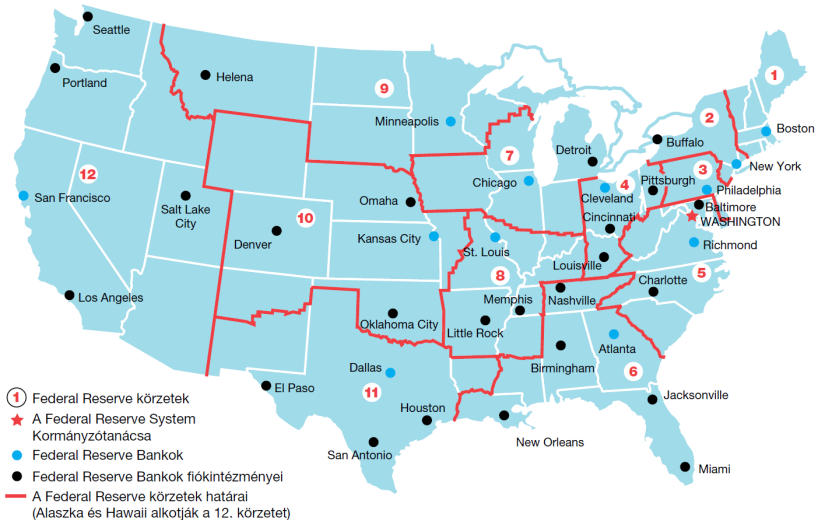 Seattle
Portland
Helena
9
Minneapolis
1
2
Boston
Buffalo
New York
7
Detroit
3
Chicago
4
Pittsburgh
Philadelphia
Cleveland
12
San Francisco
Salt Lake
City
10
Denver
Omaha
Kansas City
St. Louis
Cincinnati
Baltimore
WASHINGTON
Richmond
Louisville
8
5
Los Angeles
Charlotte
Nashville
Memphis
Oklahoma City
Little Rock
Atlanta
Birmingham
6
Dallas
11
El Paso
Houston
San Antonio
New Orleans
Jacksonville
Miami
1 Federal Reserve körzetek
A Federal Reserve System
Kormányzótanácsa
Federal Reserve Bankok
Federal Reserve Bankok fiókintézményei
A Federal Reserve körzetek határai
(Alaszka és Hawaii alkotják a 12. körzetet)